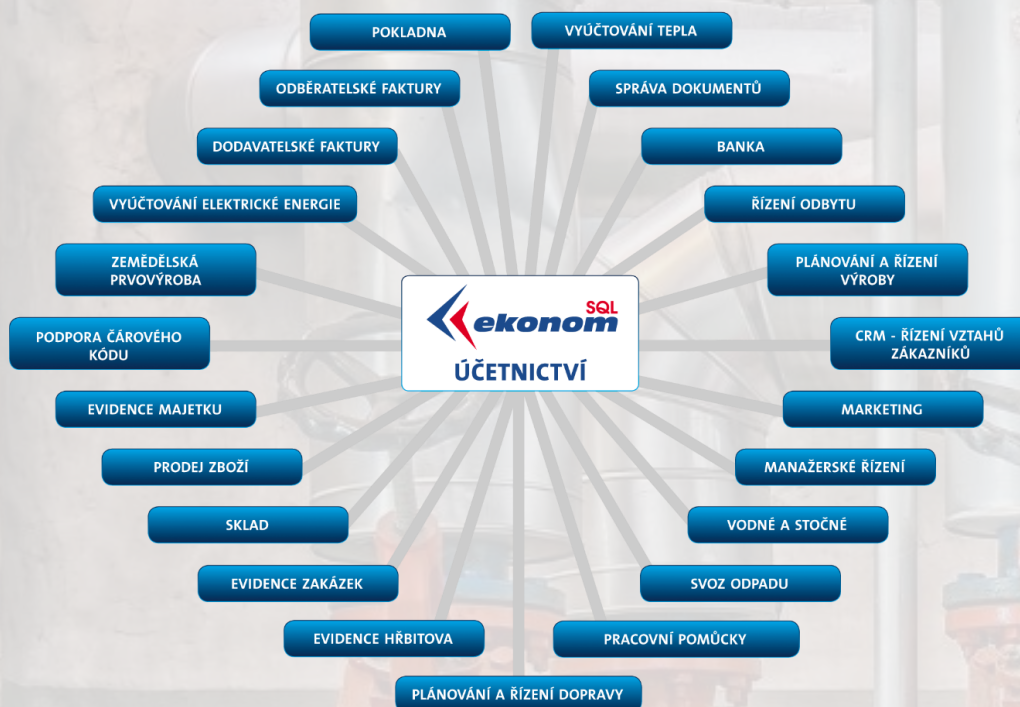 POKLADNA
VYÚČTOVÁNÍ TEPLA
ODBĚRATELSKÉ FAKTURY
SPRÁVA DOKUMENTŮ
DODAVATELSKÉ FAKTURY
BANKA
VYÚČTOVÁNÍ ELEKTRICKÉ ENERGIE
ŘÍZENÍ ODBYTU
ZEMĚDĚLSKÁ
PRVOVÝROBA
PLÁNOVÁNÍ A ŘÍZENÍ
VÝROBY
SQL
ekonom
ÚČETNICTVÍ
PODPORA ČÁROVÉHO
KÓDU
CRM - ŘÍZENÍ VZTAHŮ
ZÁKAZNÍKŮ
EVIDENCE MAJETKU
MARKETING
PRODEJ ZBOŽÍ
MANAŽERSKÉ ŘÍZENÍ
SKLAD
VODNÉ A STOČNÉ
EVIDENCE ZAKÁZEK
SVOZ ODPADU
EVIDENCE HŘBITOVA
PRACOVNÍ POMŮCKY
PLÁNOVÁNÍ A ŘÍZENÍ DOPRAVY